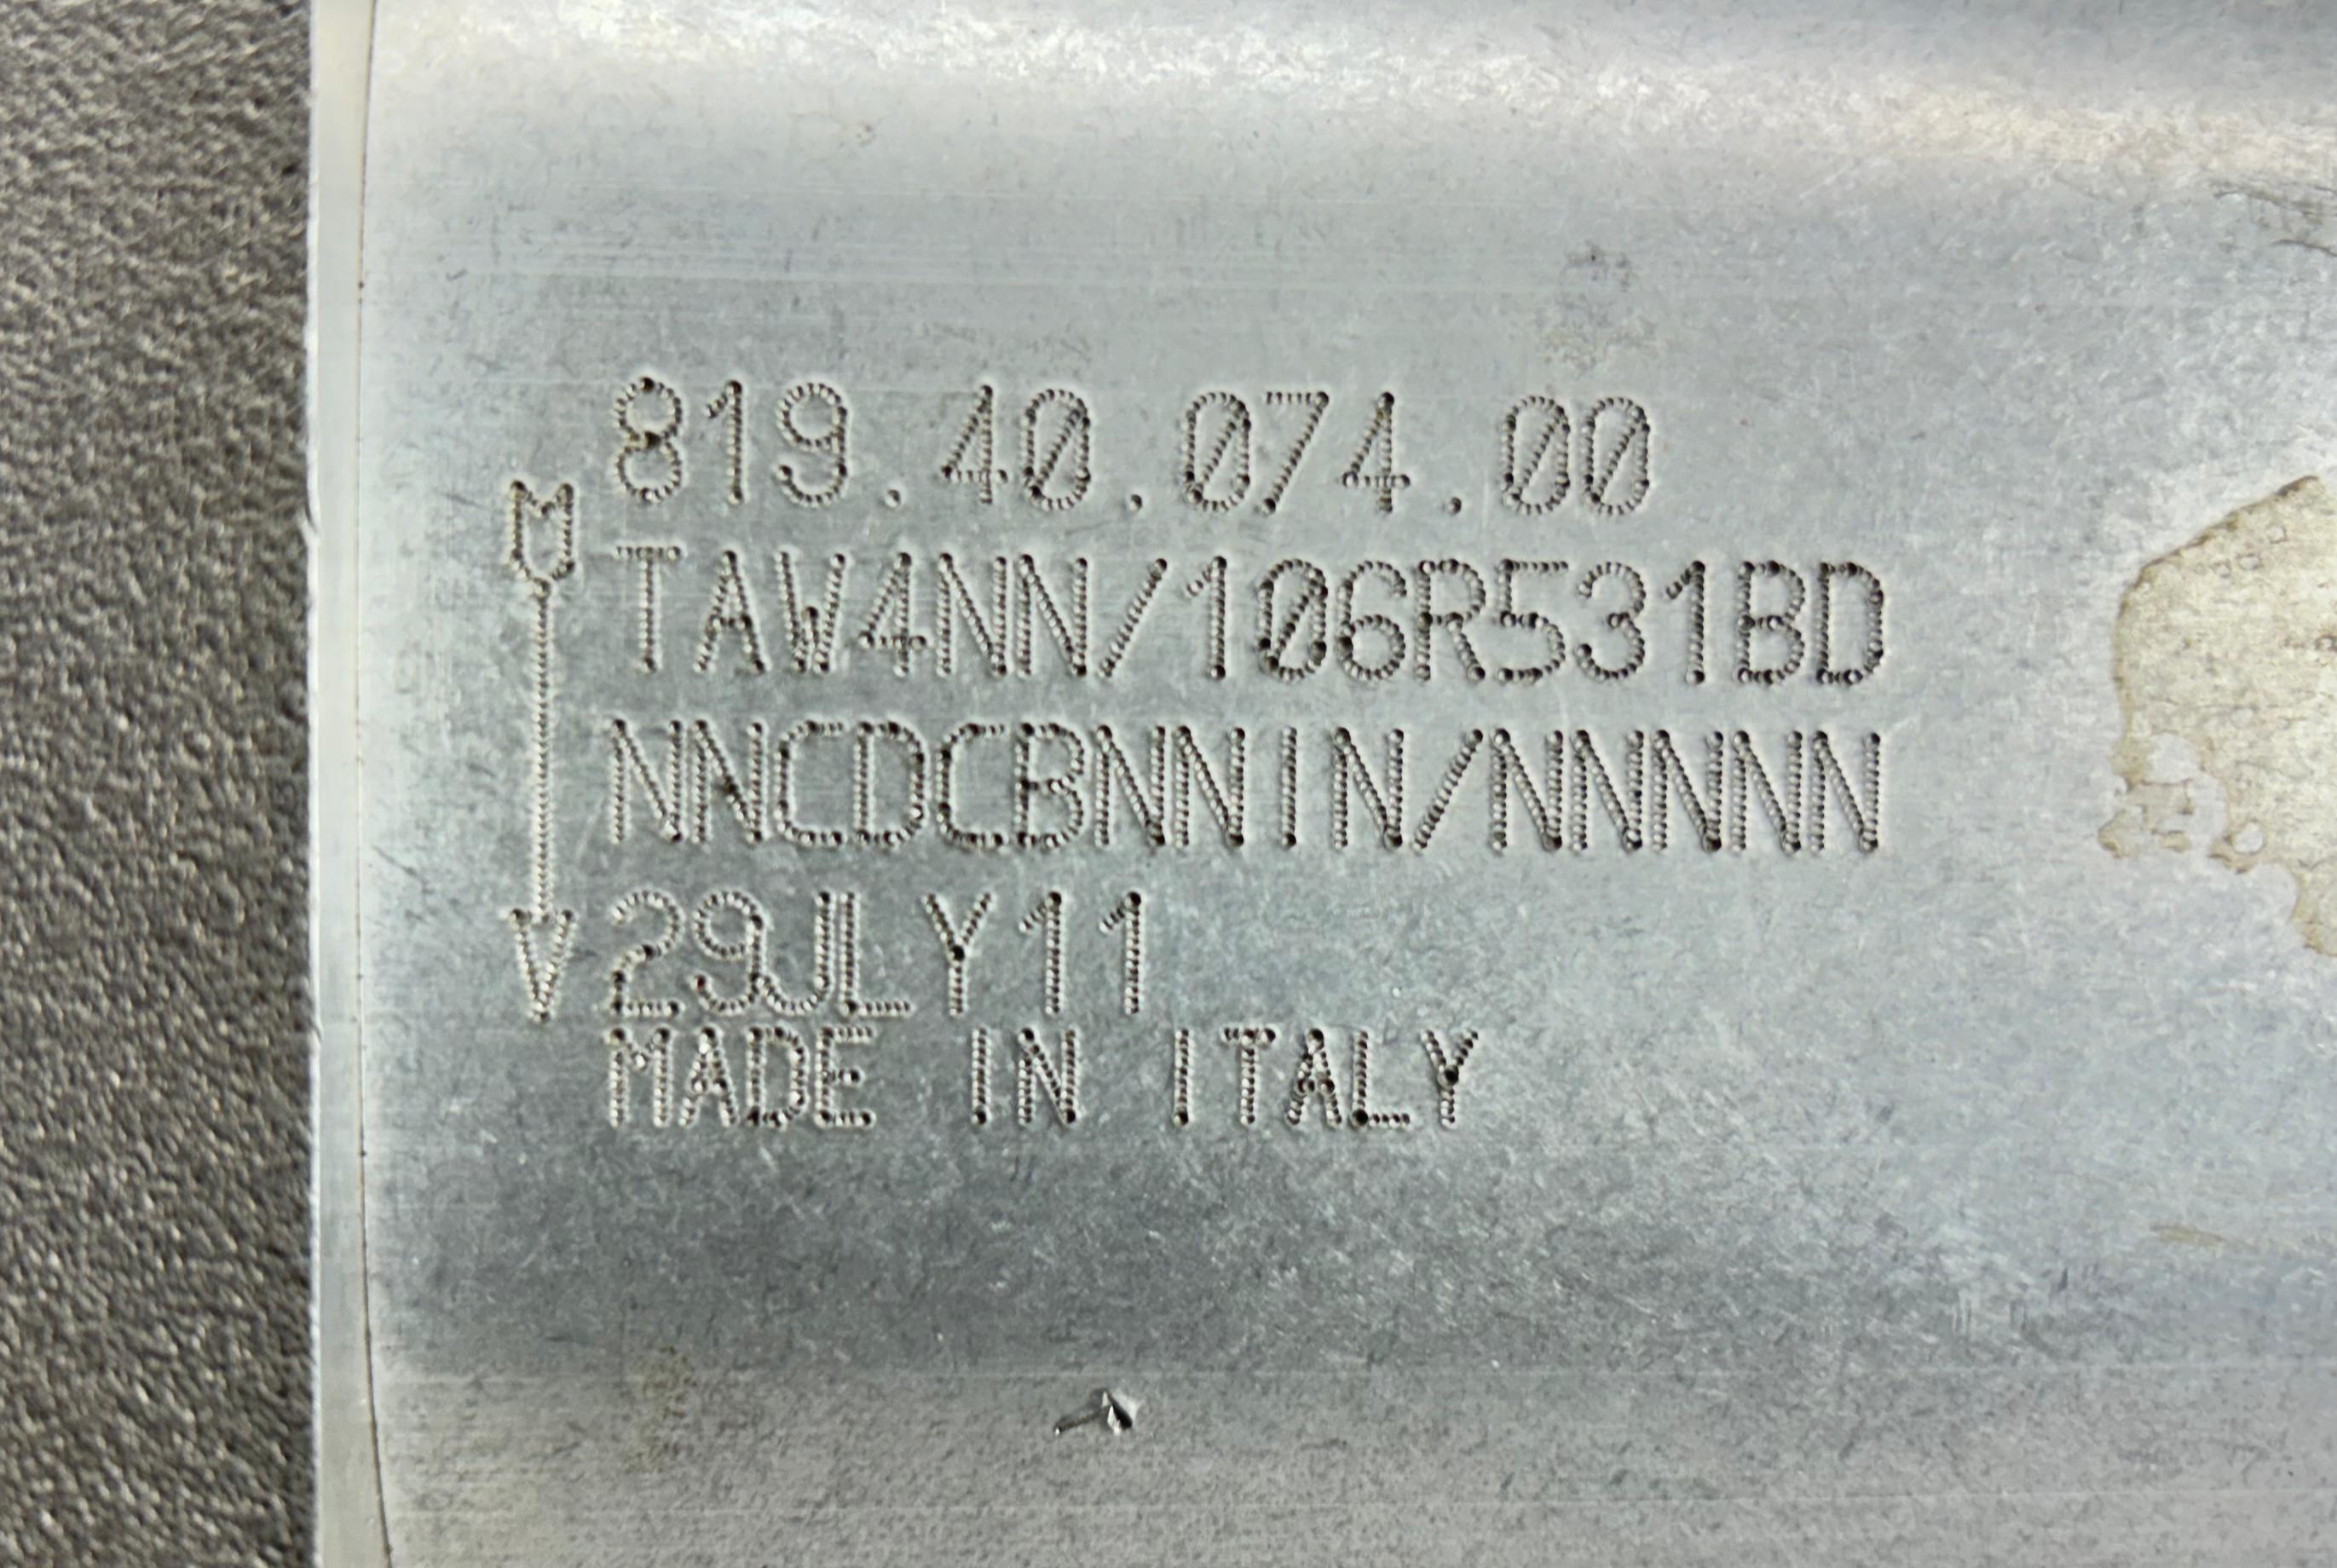 819.40.074.00
TAW4NN/106R531BD
NNCDCBNNIN/NNNNN
29JLY11
MADE IN ITALY